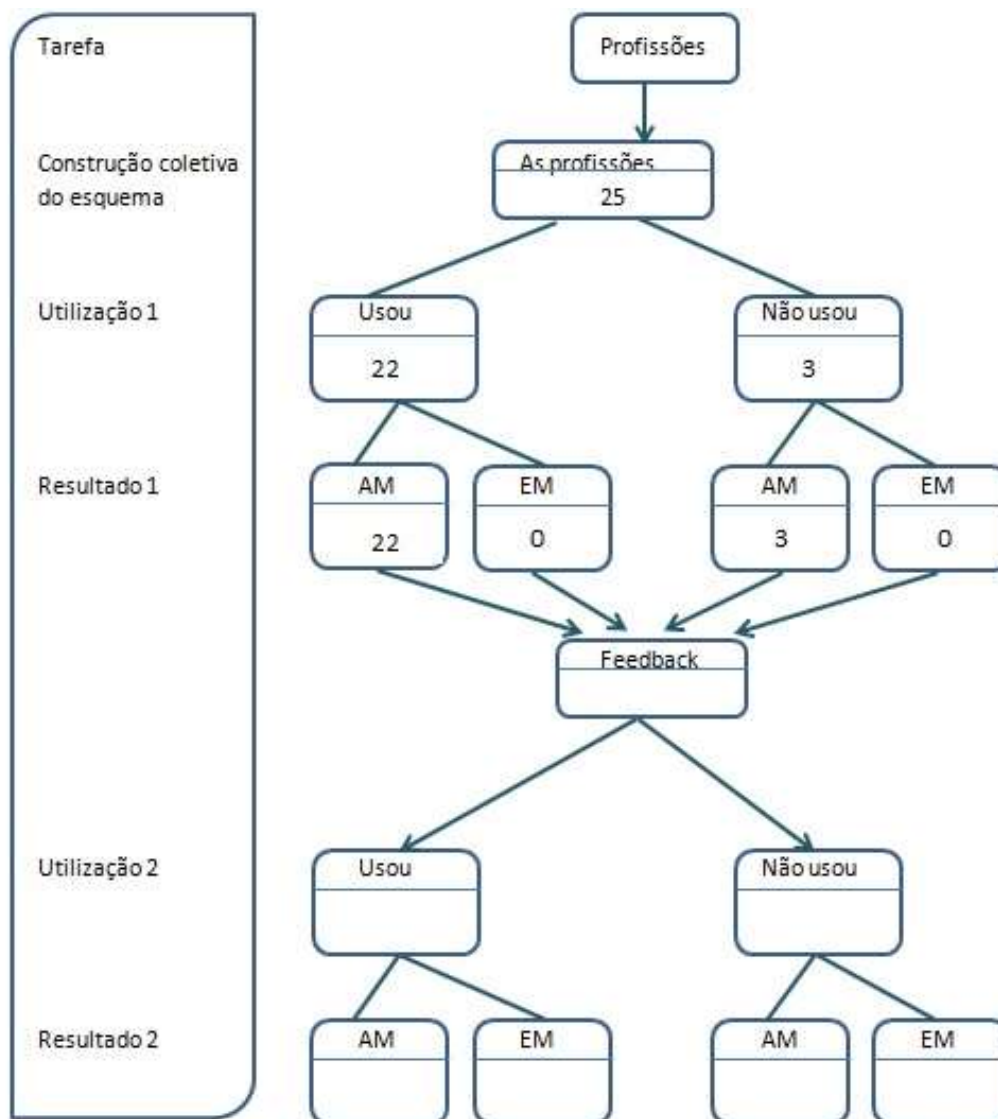 Tarefa
Profissões
Construção coletiva
do esquema
As profissões
25
Utilização 1
Usou
Não usou
22
3
Resultado 1
AM
EM
AM
EM
22
0
3
0
Feedback
Utilização 2
Usou
Não usou
Resultado 2
AM
EM
AM
EM